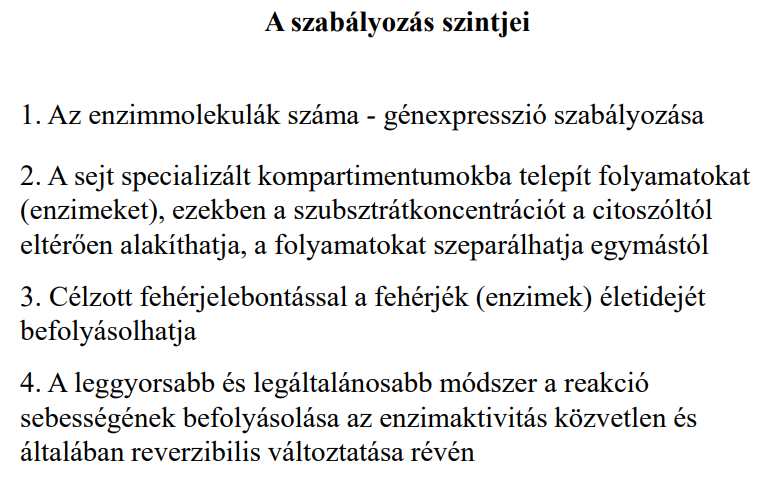 A szabályozás szintjei
1. Az enzimmolekulák száma - génexpresszió szabályozása
2. A sejt specializált kompartimentumokba telepít folyamatokat
(enzimeket), ezekben a szubsztrátkoncentrációt a citoszóltól
eltérően alakíthatja, a folyamatokat szeparálhatja egymástól
3. Célzott fehérjelebontással a fehérjék (enzimek) életidejét
befolyásolhatja
4. A leggyorsabb és legáltalánosabb módszer a reakció
sebességének befolyásolása az enzimaktivitás közvetlen és
általában reverzibilis változtatása révén